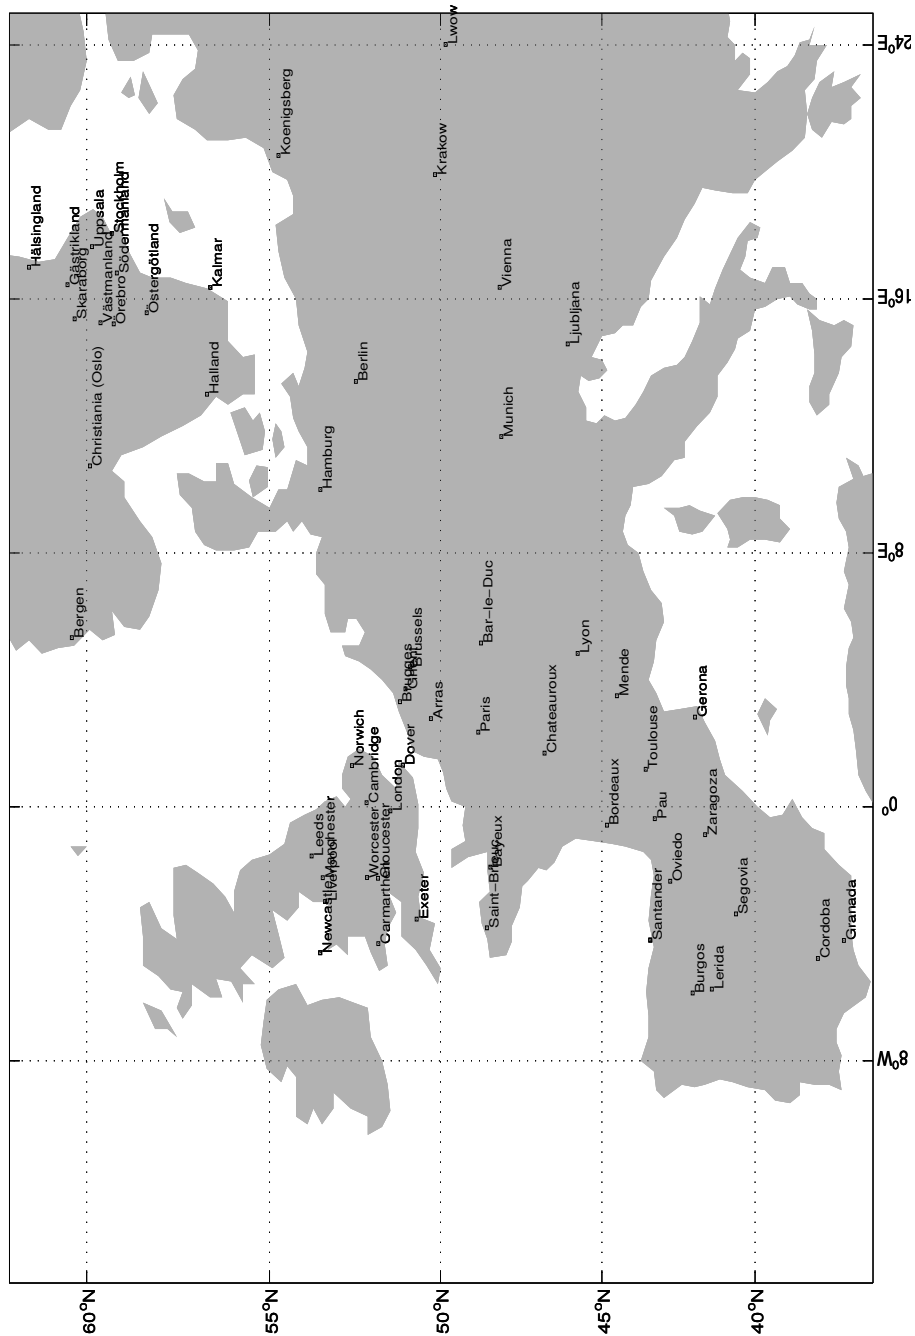 Lwow
Koenigsberg
Krakow
Hälsingland
Gästrikland
Skaraborg
Uppsala
Stockholm
Södermanland
Västmanland
Örebro
Östergötland
Kalmar
Vienna
Ljubljana
Halland
Berlin
Christiania (Oslo)
Munich
Hamburg
Bergen
Bar-le-Duc
Brussels
Ghent
Brugges
Lyon
Mende
Arras
Paris
Chateauroux
Gerona
Toulouse
Norwich
Dover
Cambridge
London
Bordeaux
Pau
Zaragoza
Leeds
Manchester
Liverpool
Newcastle
Worcester
Gloucester
Carmarthen
Exeter
Bayeux
Saint-Brieuc
Oviedo
Santander
Segovia
Burgos
Lerida
Cordoba
Granada
24°E
16°E
8°E
0°
8°W
60°N
55°N
50°N
45°N
40°N